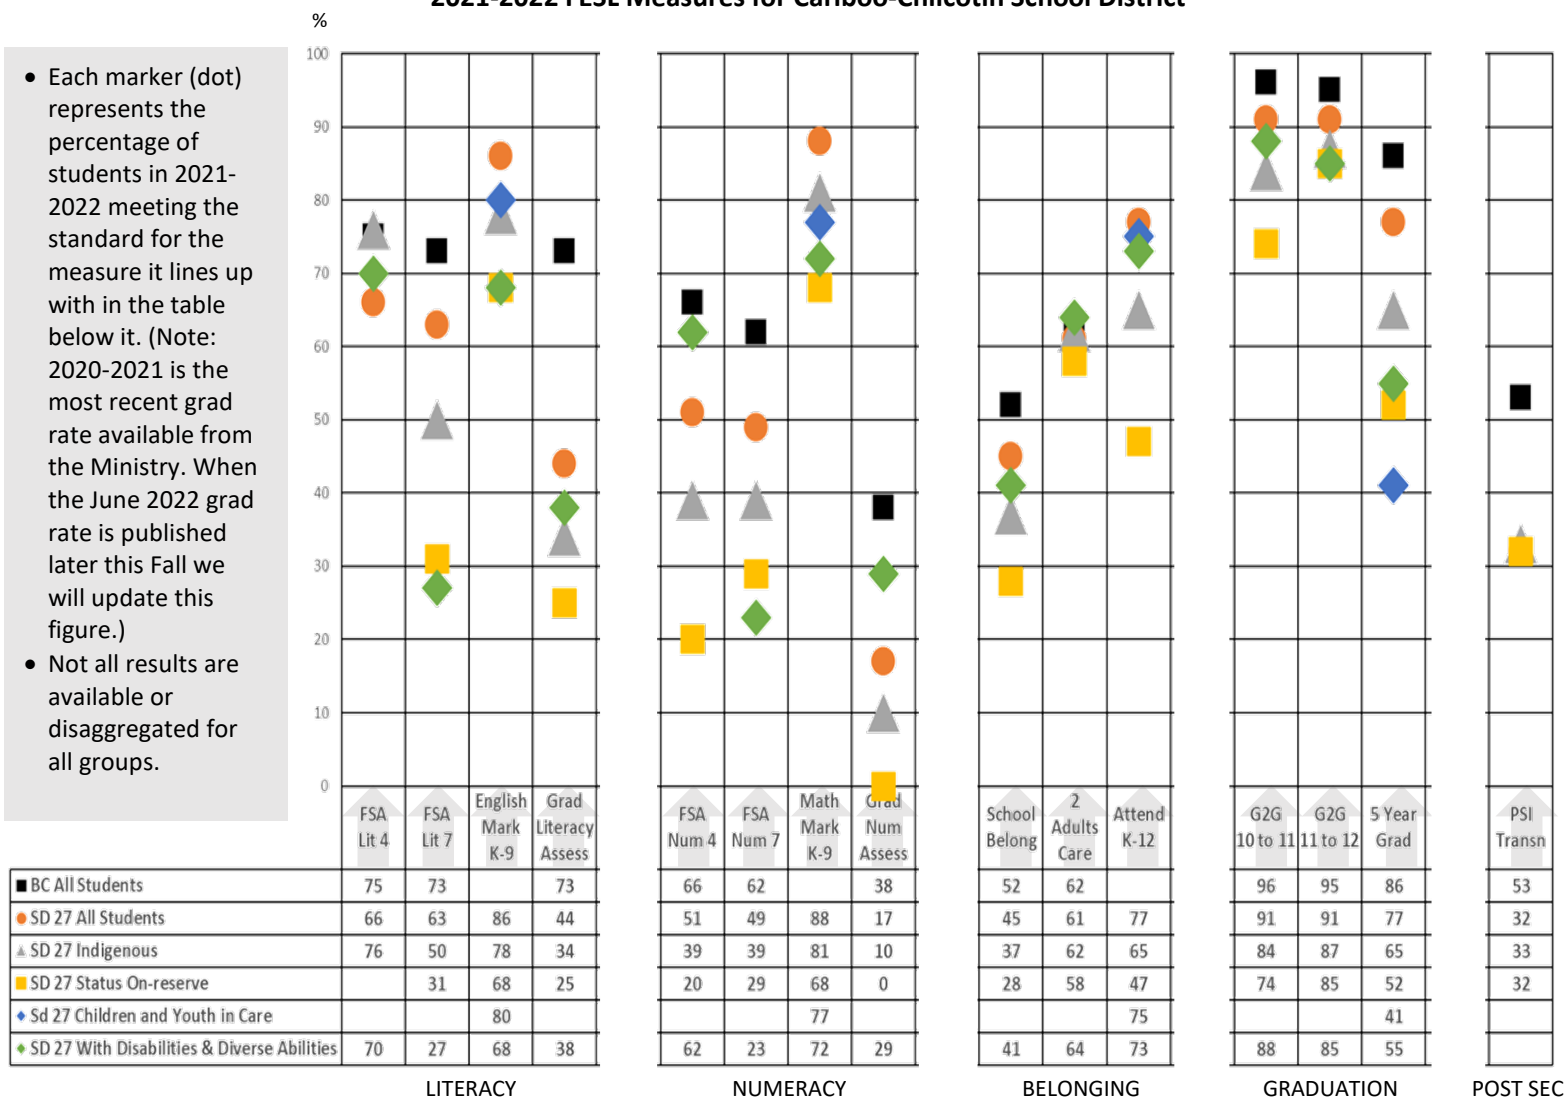 2021-2022 FESL Measures for Cariboo-Chilcotin School District
%
• Each marker (dot)
represents the
percentage of
students in 2021-
2022 meeting the
standard for the
measure it lines up
with in the table
below it. (Note:
2020-2021 is the
most recent grad
rate available from
the Ministry. When
the June 2022 grad
rate is published
later this Fall we
will update this
figure.)
• Not all results are
available or
disaggregated for
all groups.
100
90
80
70
60
50
40
30
20
10
0
FSA Lit 4
FSA Lit 7
English Mark K-9
Grad Literacy Assess
FSA Num 4
FSA Num 7
Math Mark K-9
Grad Num Assess
School Belong
2 Adults Care
Attend K-12
G2G 10 to 11
G2G 11 to 12
5 Year Grad
PSI Transn
BC All Students 75 73 73 66 62 38 52 62 96 95 86 53
SD 27 All Students 66 63 86 44 51 49 88 17 45 61 77 91 91 77 32
SD 27 Indigenous 76 50 78 34 39 39 81 10 37 62 65 84 87 65 33
SD 27 Status On-reserve 31 68 25 20 29 68 0 28 58 47 74 85 52 32
Sd 27 Children and Youth in Care 80 77 75 41
SD 27 With Disabilities & Diverse Abilities 70 27 68 38 62 23 72 29 41 64 73 88 85 55
LITERACY NUMERACY BELONGING GRADUATION POST SEC